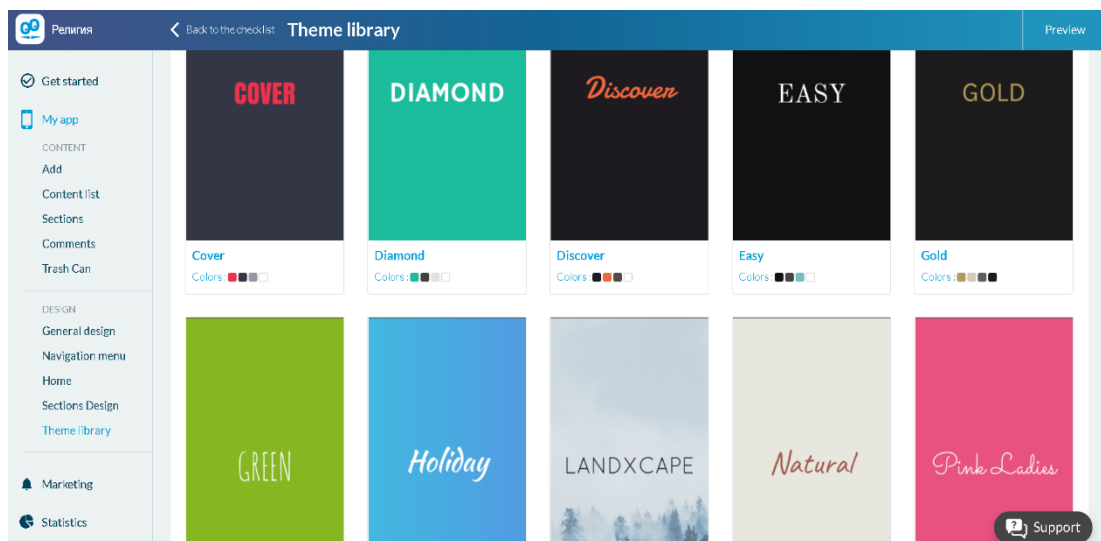 Религия
Back to the checklist
Theme library
Preview
Get started
My app
CONTENT
Add
Content list
Sections
Comments
Trash Can
DESIGN
General design
Navigation menu
Home
Sections Design
Theme library
Marketing
Statistics
COVER
DIAMOND
Discover
EASY
GOLD
Cover
Colors:
Diamond
Colors:
Discover
Colors:
Easy
Colors:
Gold
Colors:
GREEN
Holiday
LANDXCAPE
Natural
Pink Ladies
Support